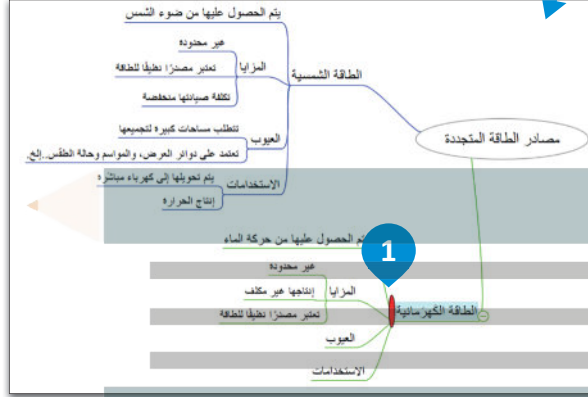 مصادر الطاقة المتجددة
الطاقة الشمسية
يتم الحصول عليها من ضوء الشمس
المزايا
غير محدودة
تعتبر مصدرًا نظيفًا للطاقة
تكلفة صيانتها منخفضة
العيوب
تتطلب مساحات كبيرة لتجميعها
تعتمد على دوائر العرض، والمواسم وحالة الطقس..إلخ.
الاستخدامات
يتم تحويلها إلى كهرباء مباشرة
إنتاج الحرارة
الطاقة الكهرمائية
يتم الحصول عليها من حركة الماء
المزايا
غير محدودة
إنتاجها غير مكلف
تعتبر مصدرًا نظيفًا للطاقة
العيوب
الاستخدامات
1